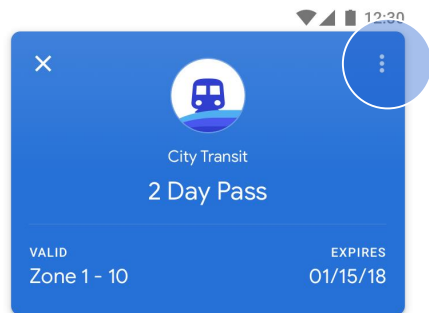 12:30
City Transit
2 Day Pass
VALID
EXPIRES
Zone 1 - 10
01/15/18